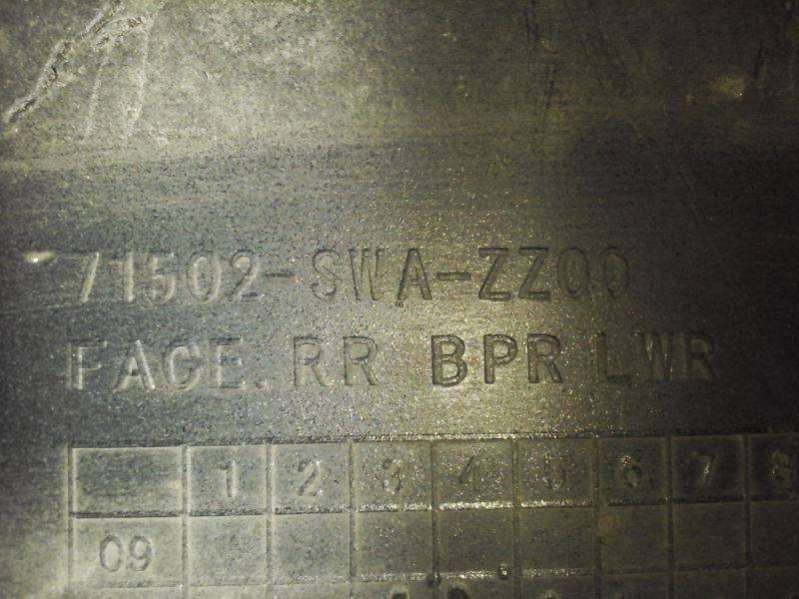 71502-SWA-ZZ00
FACE. RR BPR LWR
1 2 3 4 5 6 7 8
09